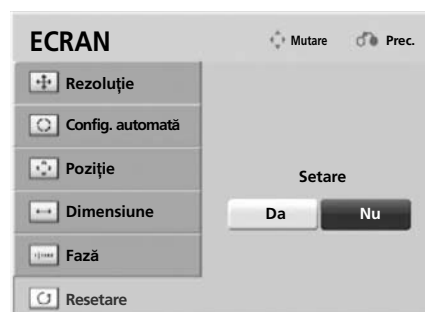 ECRAN
Mutare
Prec.
Rezoluție
Config. automată
Poziție
Dimensiune
Fază
Resetare
Setare
Da
Nu